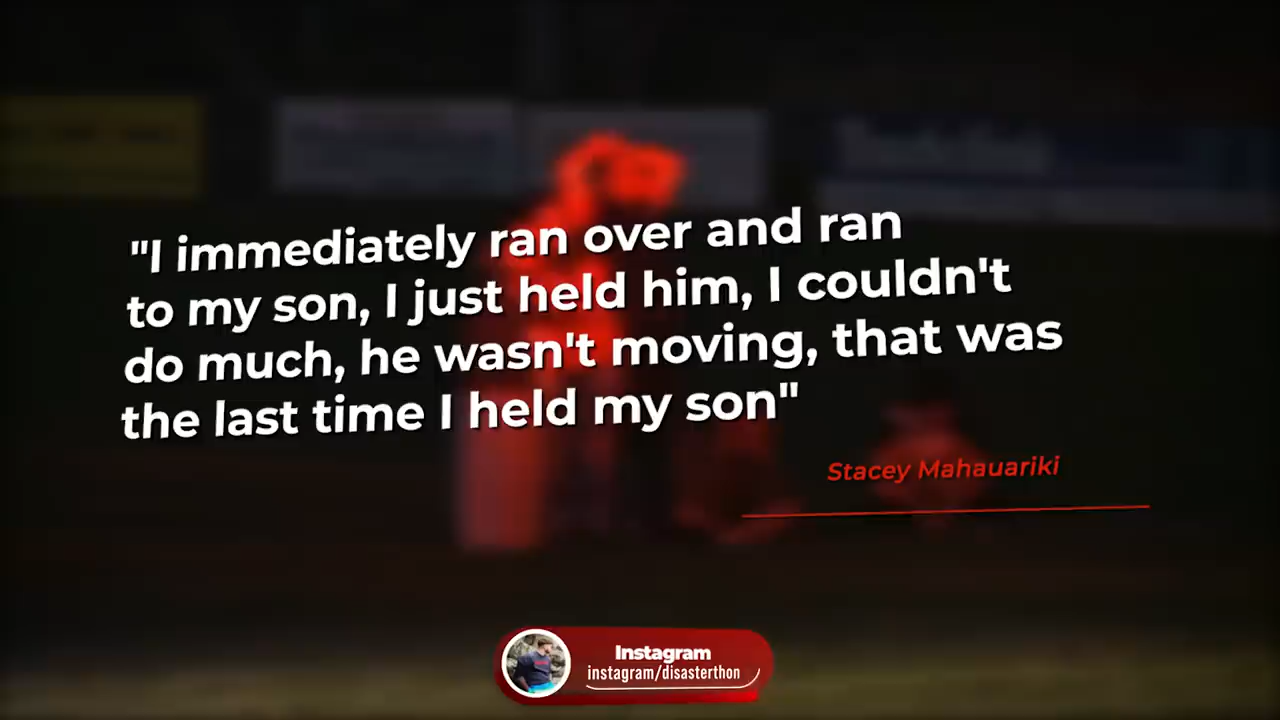 "I immediately ran over and ran
to my son, I just held him, I couldn't
do much, he wasn't moving, that was
the last time I held my son"
Stacey Mahauariki
Instagram
instagram/disasterthon